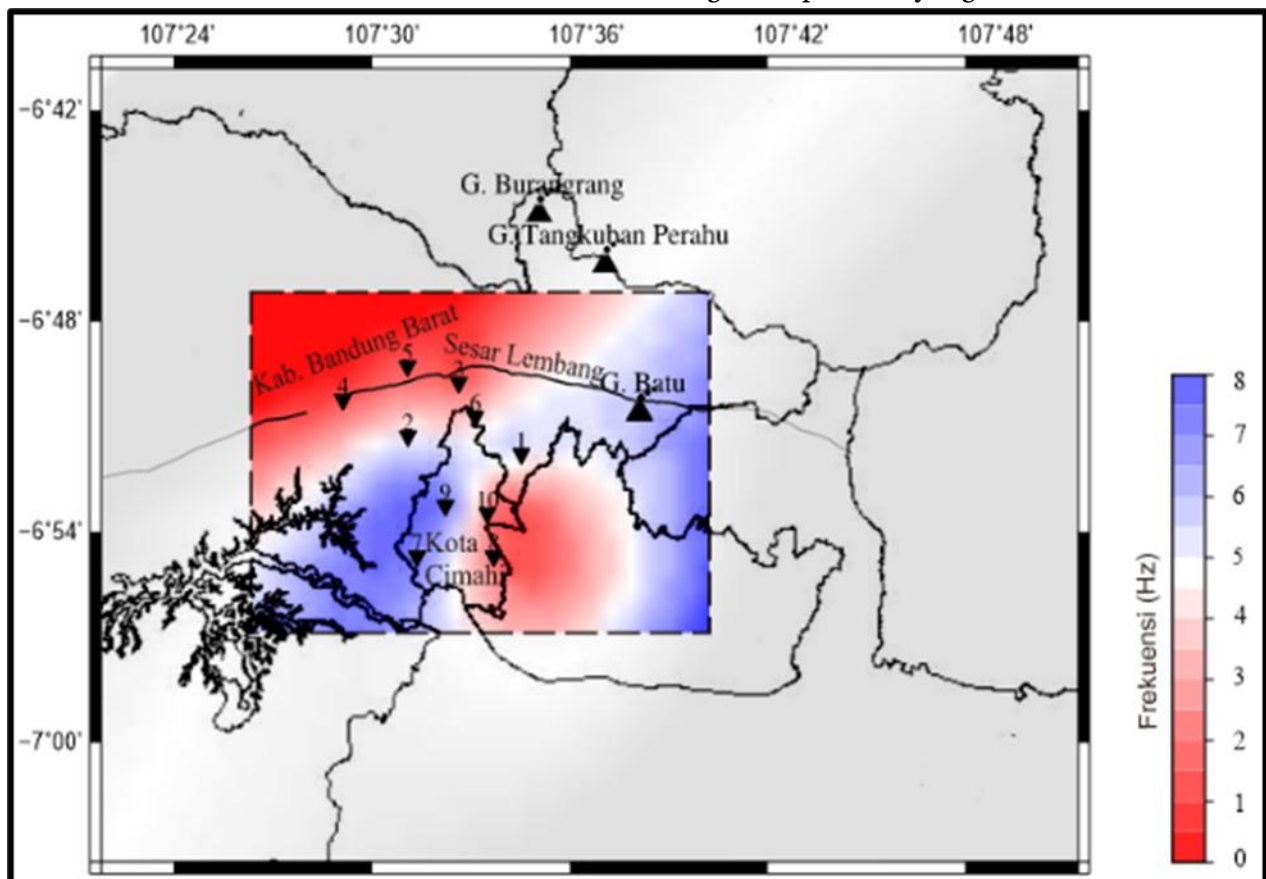 107°24' 107°30' 107°36' 107°42' 107°48'
-6°42'
G. Burangrang
G. Tangkuban Perahu
-6°48'
Kab. Bandung Barat
Sesar Lembang
G. Batu
5
3
4
6
2
1
9
10
-6°54'
7
Kota
Cimahi
-7°00'
8
7
6
5
4
3
2
1
0
Frekuensi (Hz)